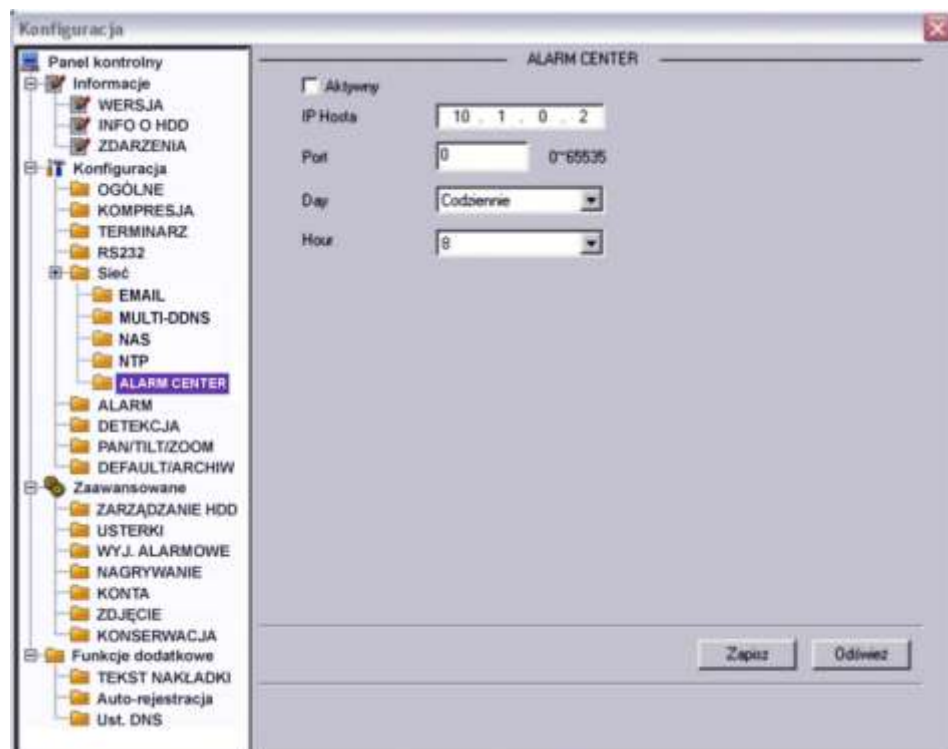 Konfiguracja
Panel kontrolny
Informacje
WERSJA
INFO O HDD
ZDARZENIA
Konfiguracja
OGÓLNE
KOMPRESJA
TERMINARZ
RS232
Sieć
EMAIL
MULTI-DDNS
NAS
NTP
ALARM CENTER
ALARM
DETEKCJA
PAN/TILT/ZOOM
DEFAULT/ARCHIW
Zaawansowane
ZARZĄDZANIE HDD
USTERKI
WYJ. ALARMOWE
NAGRYWANIE
KONTA
ZDJĘCIE
KONSERWACJA
Funkcje dodatkowe
TEKST NAKŁADKI
Auto-rejestracja
Ust. DNS
ALARM CENTER
Aktywny
IP Hosta 10 . 1 . 0 . 2
Port 0 0~65535
Day Codziennie
Hour 8
Zapisz Odśwież